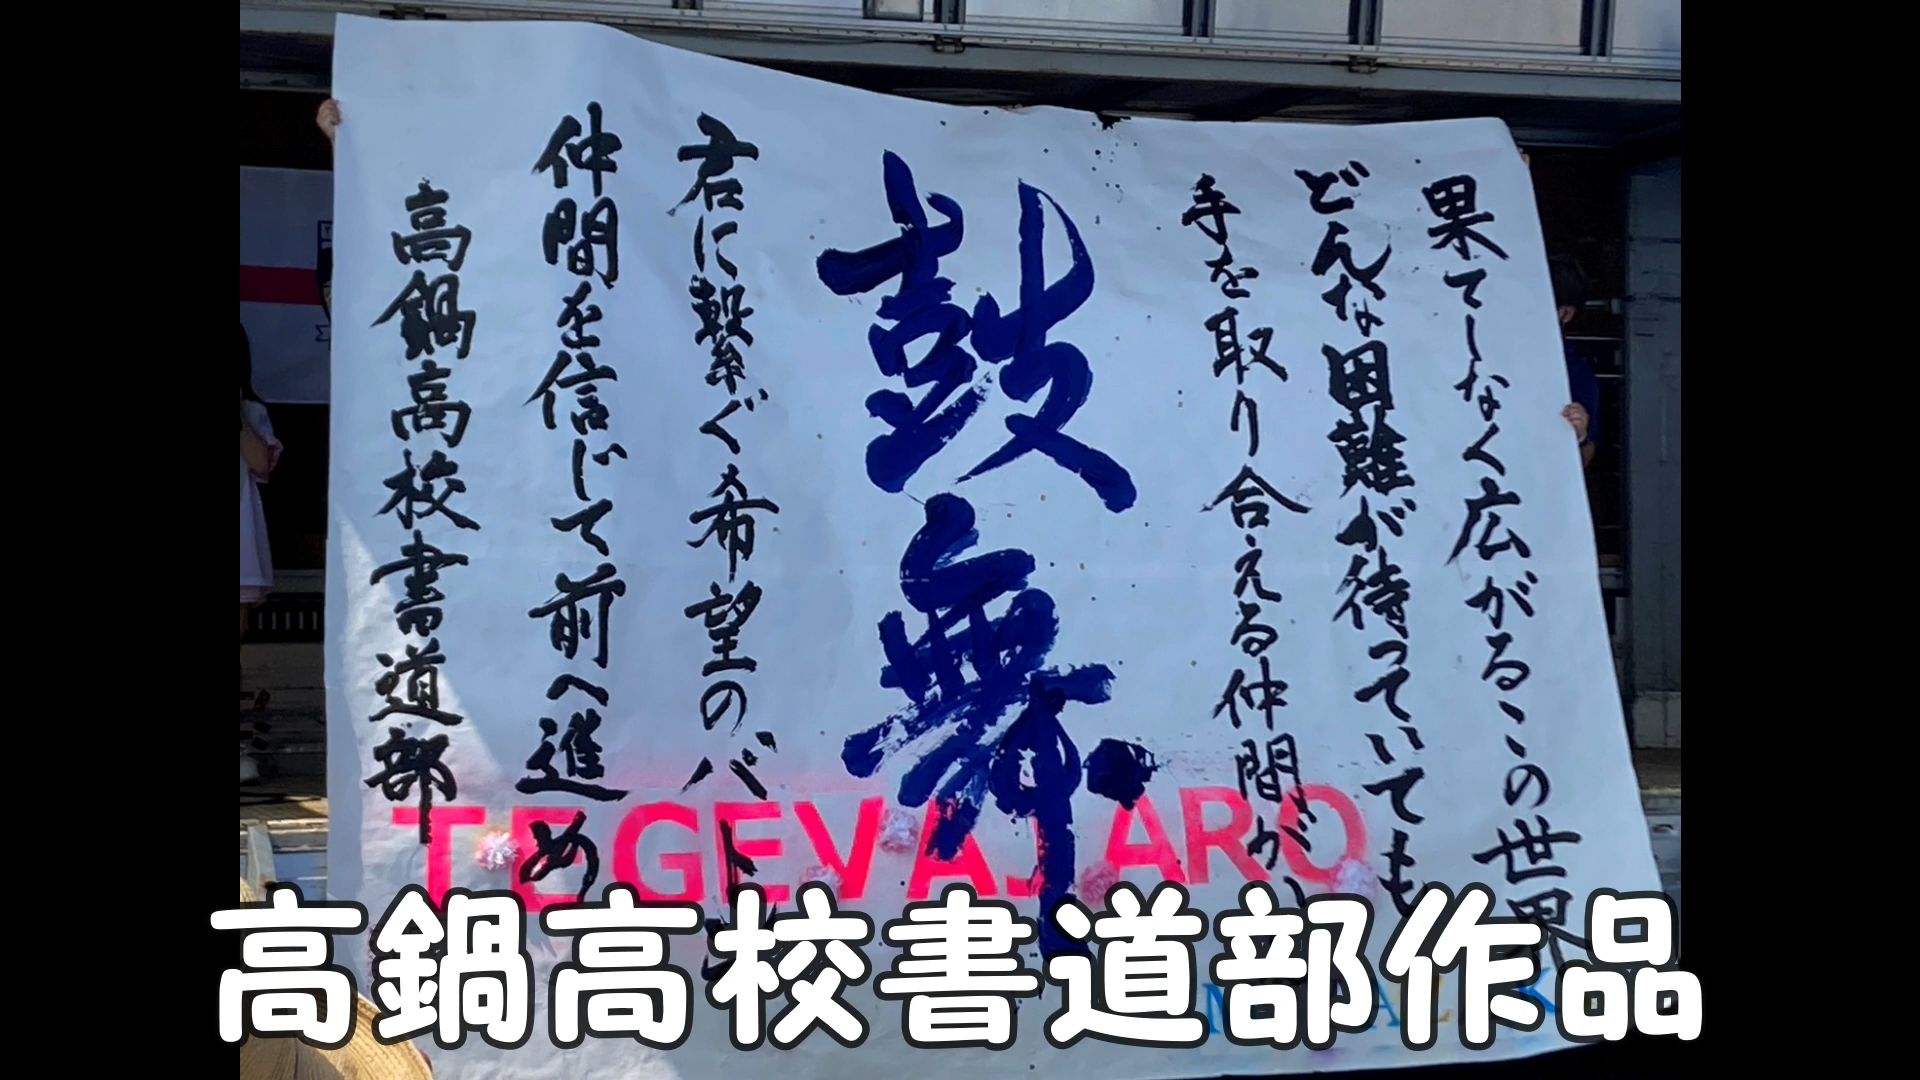 果てしなく広がるこの世界
どんな困難が待っていても
手を取り合える仲間がい
鼓舞
君に繋ぐ希望のバトン
仲間を信じて前へ進め
高鍋高校書道部
TEGEVAJARO
高鍋高校書道部作品